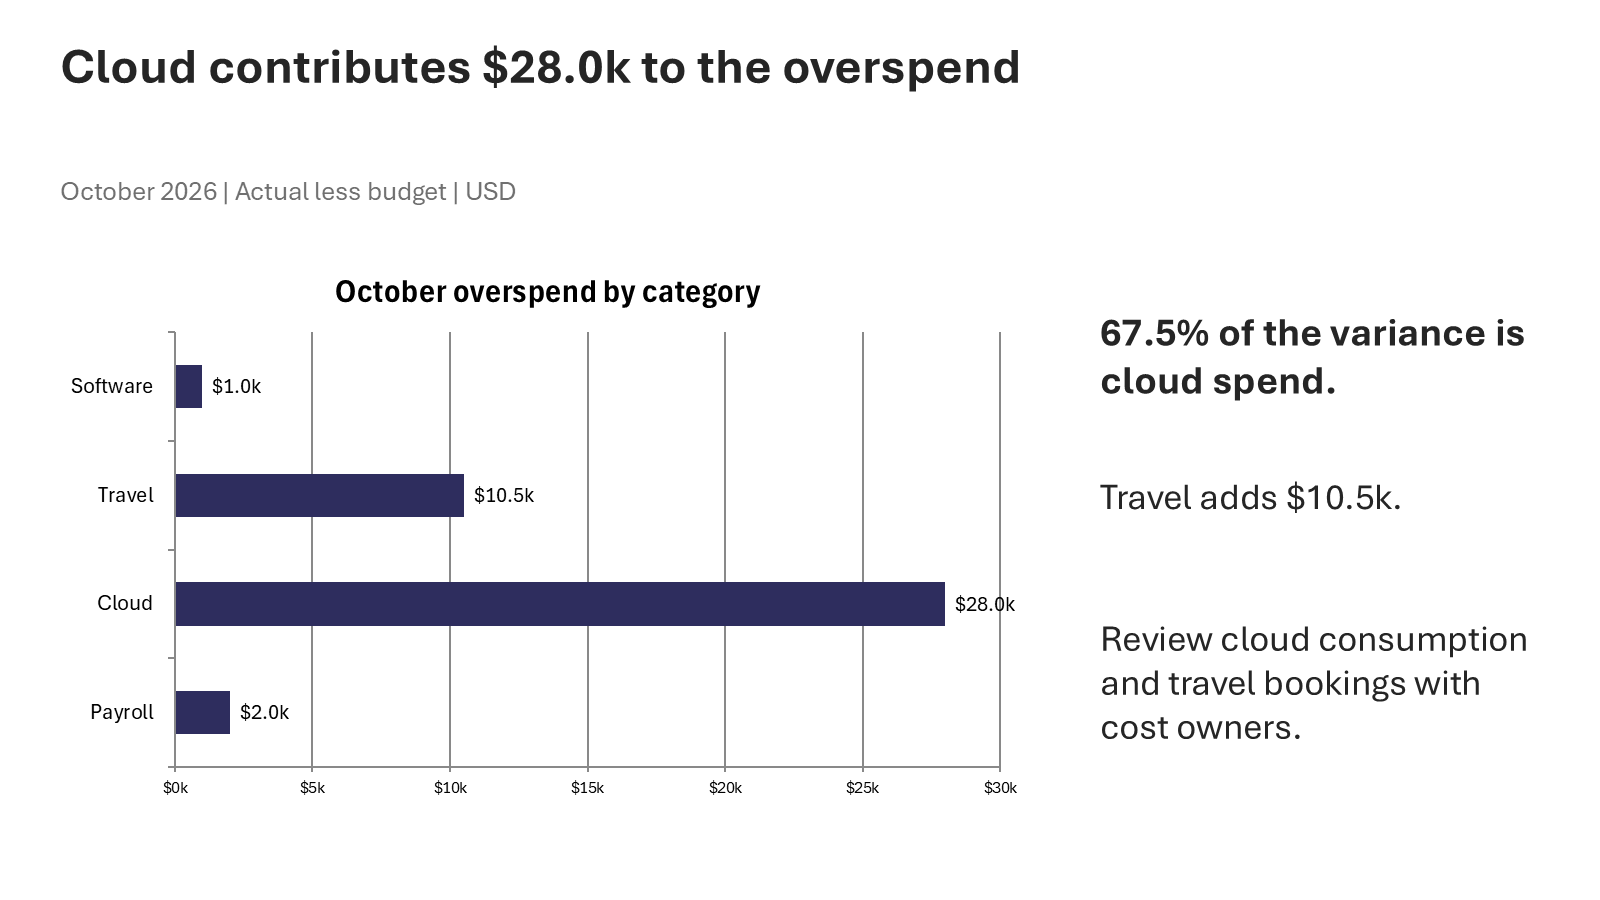 Cloud contributes $28.0k to the overspend
October 2026 | Actual less budget | USD
October overspend by category
Software
$1.0k
Travel
$10.5k
Cloud
$28.0k
Payroll
$2.0k
$0k
$5k
$10k
$15k
$20k
$25k
$30k
67.5% of the variance is
cloud spend.
Travel adds $10.5k.
Review cloud consumption
and travel bookings with
cost owners.